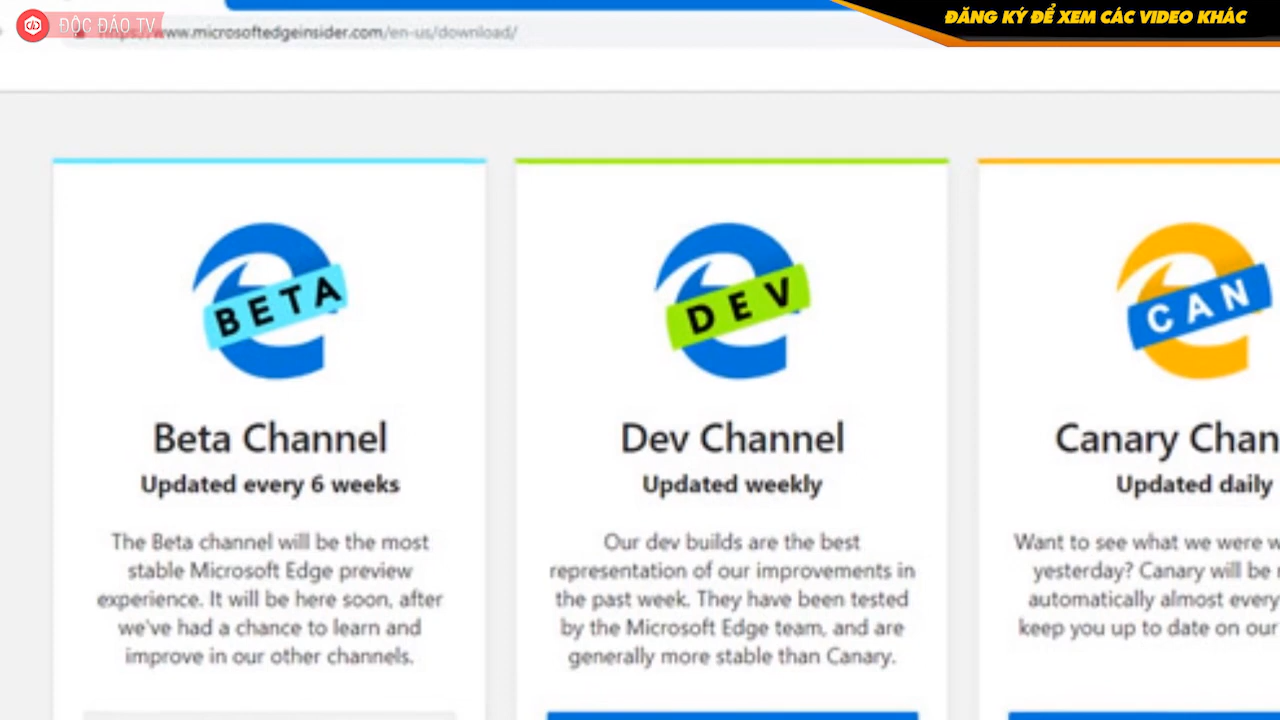 ĐỘC ĐÁO TV
ĐĂNG KÝ ĐỂ XEM CÁC VIDEO KHÁC
https://www.microsoftedgeinsider.com/en-us/download/
BETA
DEV
CAN
Beta Channel
Updated every 6 weeks
The Beta channel will be the most
stable Microsoft Edge preview
experience. It will be here soon, after
we've had a chance to learn and
improve in our other channels.
Dev Channel
Updated weekly
Our dev builds are the best
representation of our improvements in
the past week. They have been tested
by the Microsoft Edge team, and are
generally more stable than Canary.
Canary Chan
Updated daily
Want to see what we were w
yesterday? Canary will be
automatically almost every
keep you up to date on our